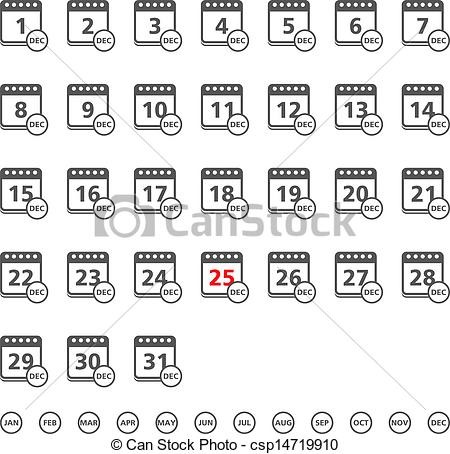 1 2 3 4 5 6 7
DEC DEC DEC DEC DEC DEC DEC
8 9 10 11 12 13 14
DEC DEC DEC DEC DEC DEC DEC
15 16 17 18 19 20 21
DEC DEC DEC DEC DEC DEC DEC
© CanStock Photo
22 23 24 25 26 27 28
DEC DEC DEC DEC DEC DEC DEC
29 30 31
DEC DEC DEC
JAN FEB MAR APR MAY JUN JUL AUG SEP OCT NOV DEC
© Can Stock Photo - csp14719910